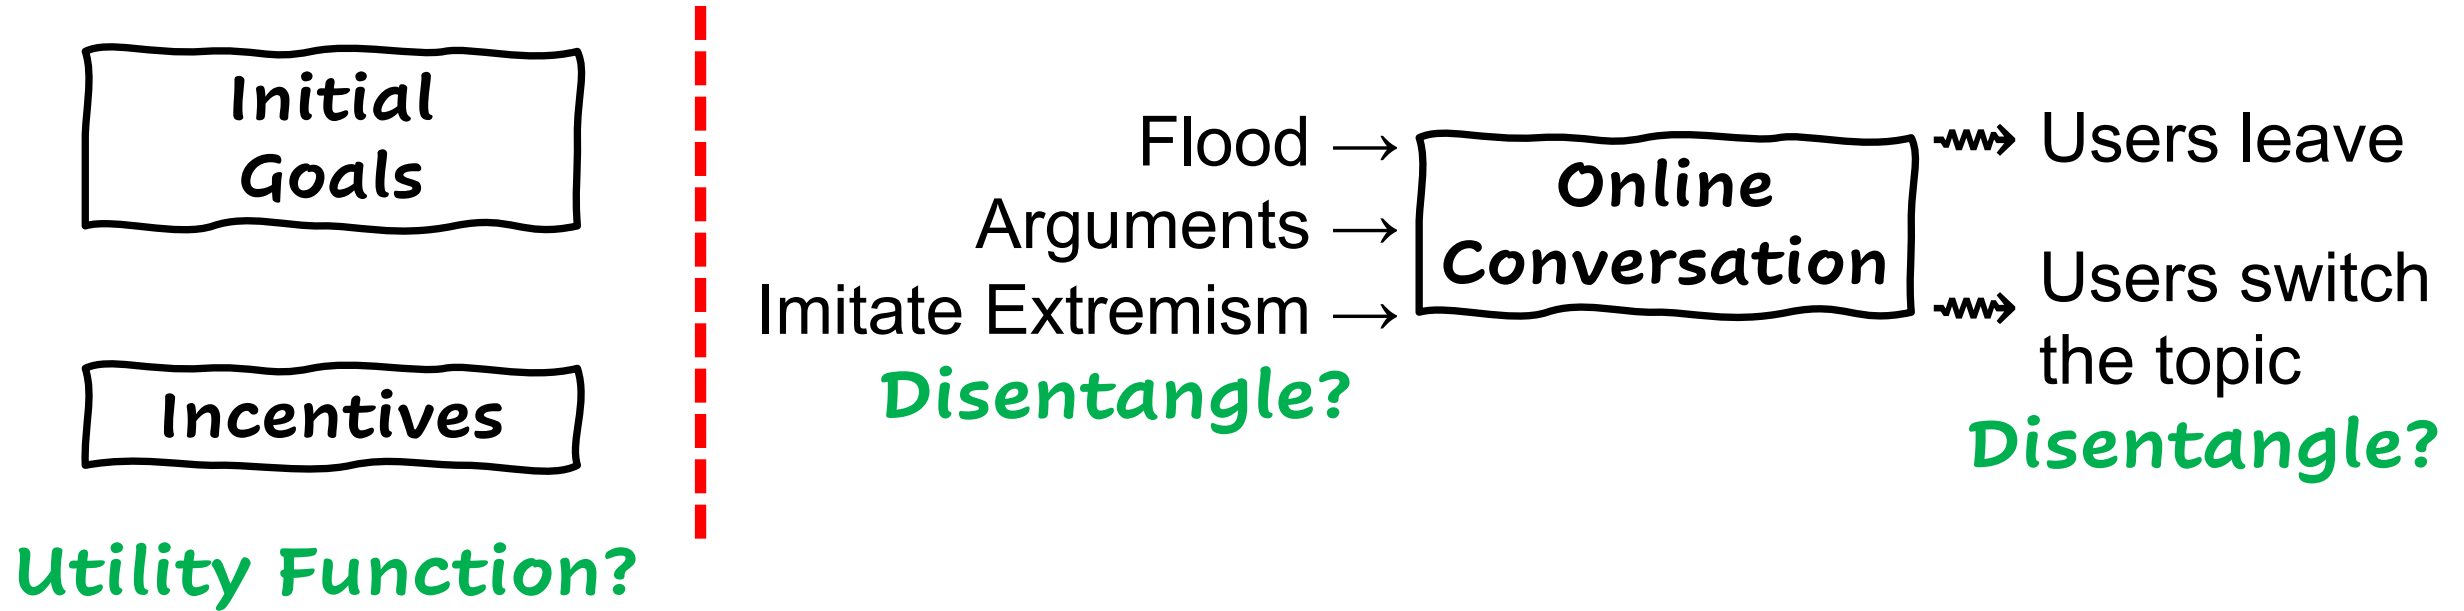 Initial
Goals
Incentives
Utility Function?
Flood →
Arguments →
Imitate Extremism →
Disentangle?
Online
Conversation
Users leave
Users switch
the topic
Disentangle?